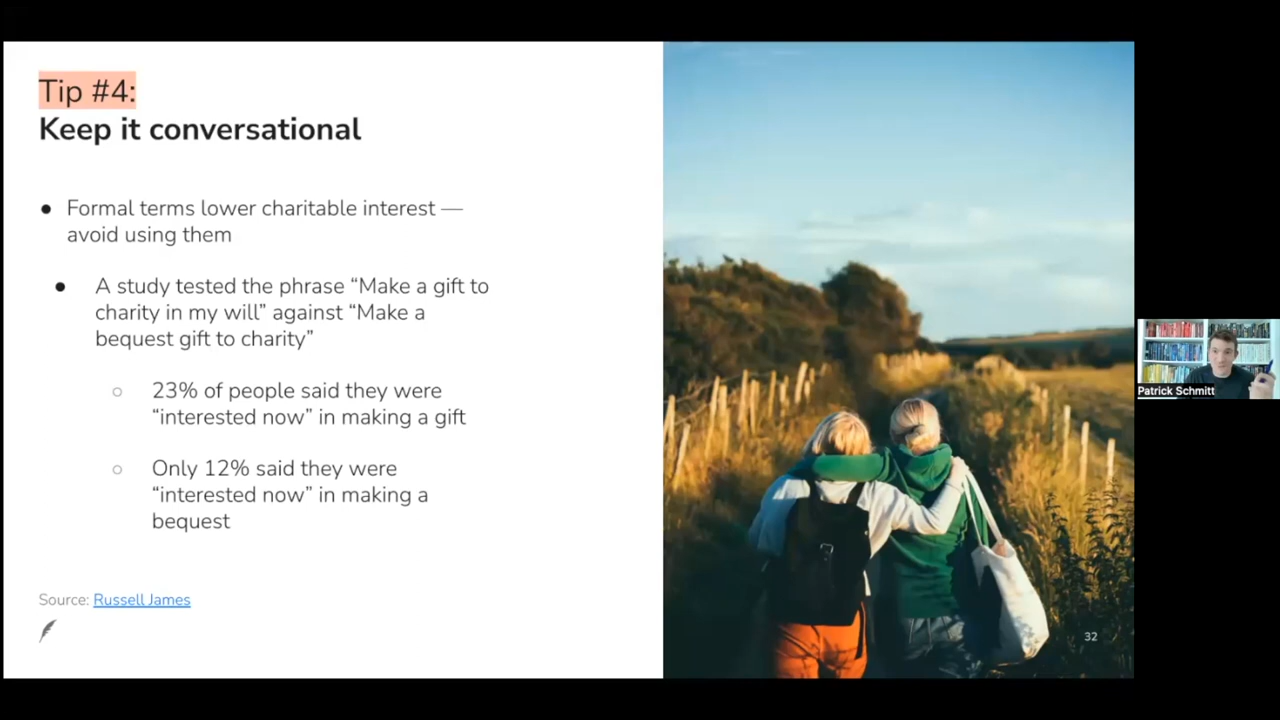 Tip #4:
Keep it conversational
● Formal terms lower charitable interest —
avoid using them
● A study tested the phrase “Make a gift to
charity in my will” against “Make a
bequest gift to charity”
○ 23% of people said they were
“interested now” in making a gift
○ Only 12% said they were
“interested now” in making a
bequest
Source: Russell James
32
Patrick Schmitt